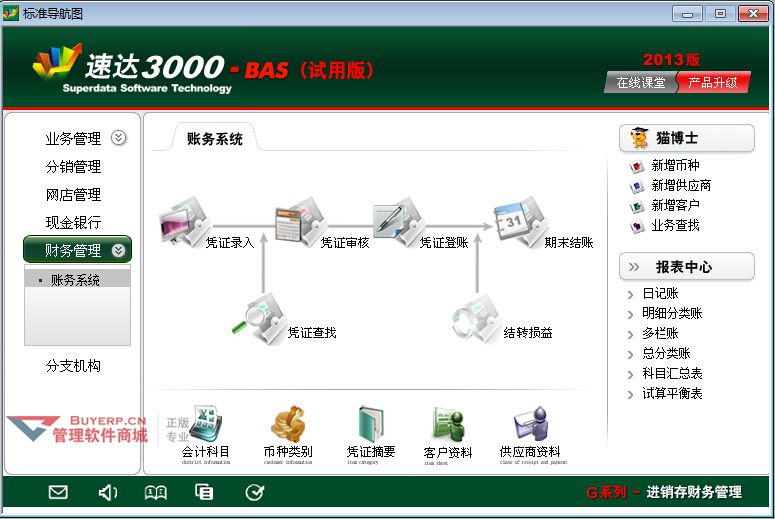 标准导航图
速达3000-BAS（试用版）
Superdata Software Technology
2013版
在线课堂 产品升级
业务管理
分销管理
网店管理
现金银行
财务管理
账务系统
分支机构
账务系统
凭证录入 凭证审核 凭证登账 期末结账
凭证查找 结转损益
会计科目 币种类别 凭证摘要 客户资料 供应商资料
district information customer information item category item sheet class of receipt and payment
猫博士
新增币种
新增供应商
新增客户
业务查找
报表中心
日记账
明细分类账
多栏账
总分类账
科目汇总表
试算平衡表
BUYERP.CN
管理软件商城
正版
专业
G系列 - 进销存财务管理